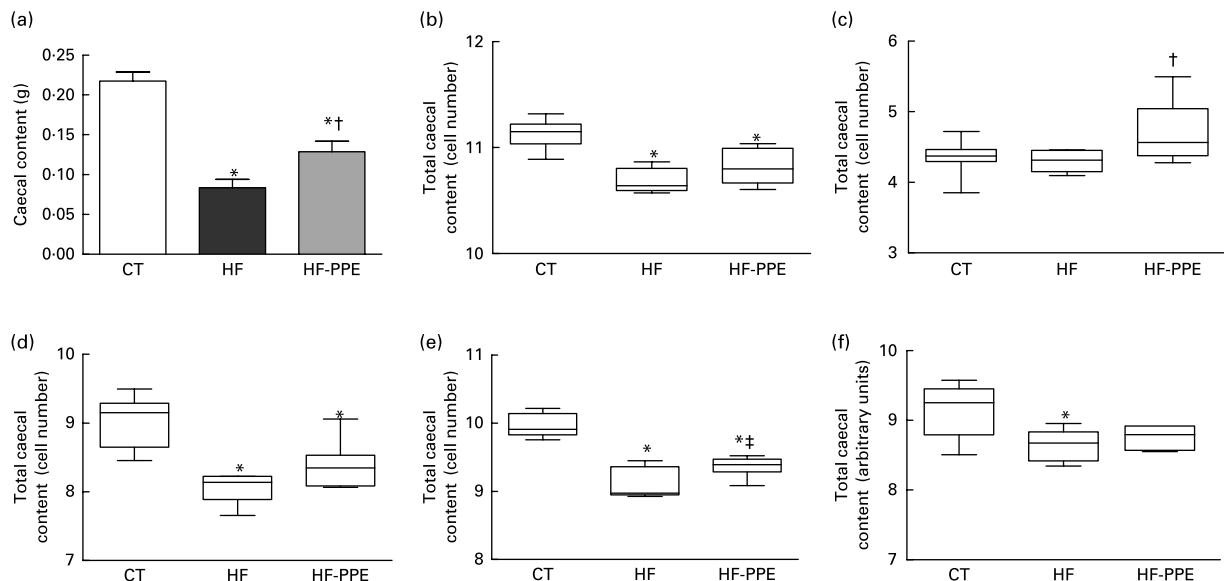 (a)
Caecal content (g)
0·25
0·20
0·15
0·10
0·05
0·00
*
*†
CT HF HF-PPE
(b)
Total caecal
content (cell number)
12
11
10
*
*
CT HF HF-PPE
(c)
Total caecal
content (cell number)
6
5
4
3
†
CT HF HF-PPE
(d)
Total caecal
content (cell number)
10
9
8
7
*
*
CT HF HF-PPE
(e)
Total caecal
content (cell number)
11
10
9
8
*
*‡
CT HF HF-PPE
(f)
Total caecal
content (arbitrary units)
10
9
8
7
*
CT HF HF-PPE